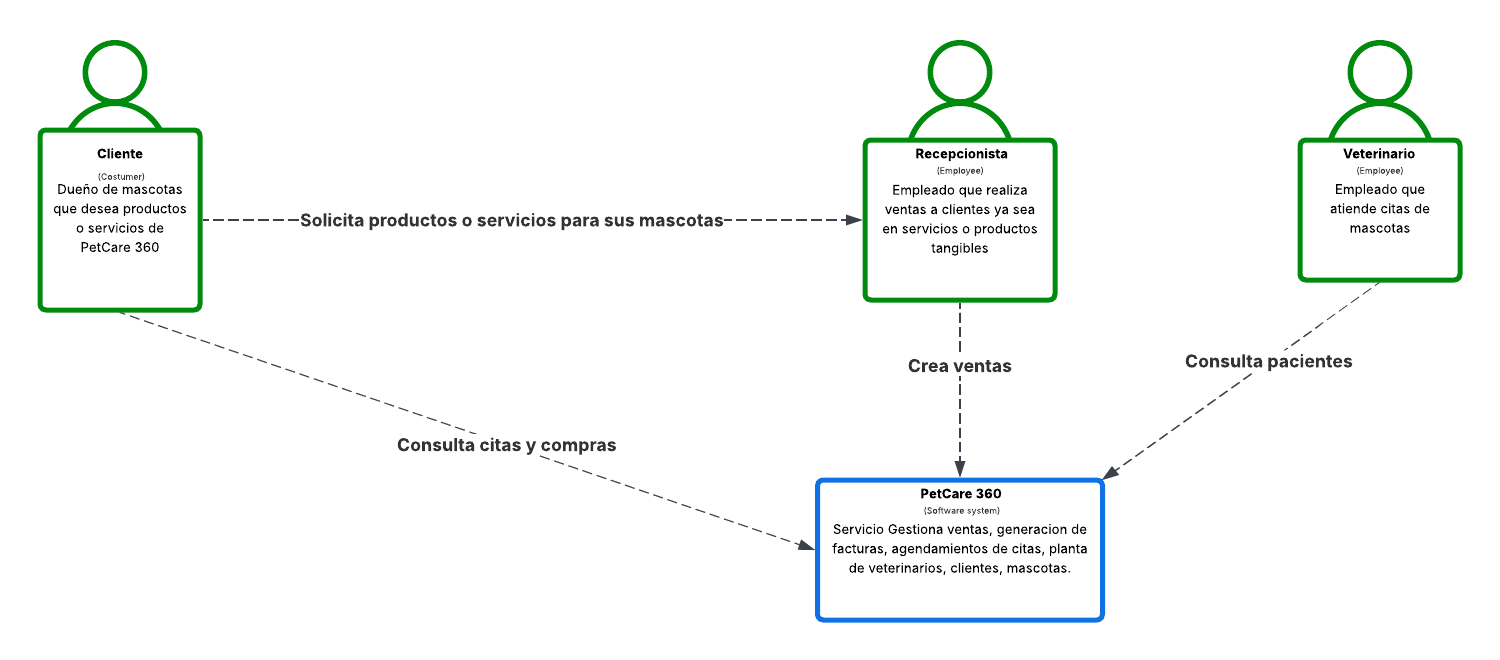 Cliente
(Costumer)
Dueño de mascotas
que desea productos
o servicios de
PetCare 360
Solicita productos o servicios para sus mascotas
Recepcionista
(Employee)
Empleado que realiza
ventas a clientes ya sea
en servicios o productos
tangibles
Veterinario
(Employee)
Empleado que
atiende citas de
mascotas
Crea ventas
Consulta pacientes
Consulta citas y compras
PetCare 360
(Software system)
Servicio Gestiona ventas, generacion de
facturas, agendamientos de citas, planta
de veterinarios, clientes, mascotas.